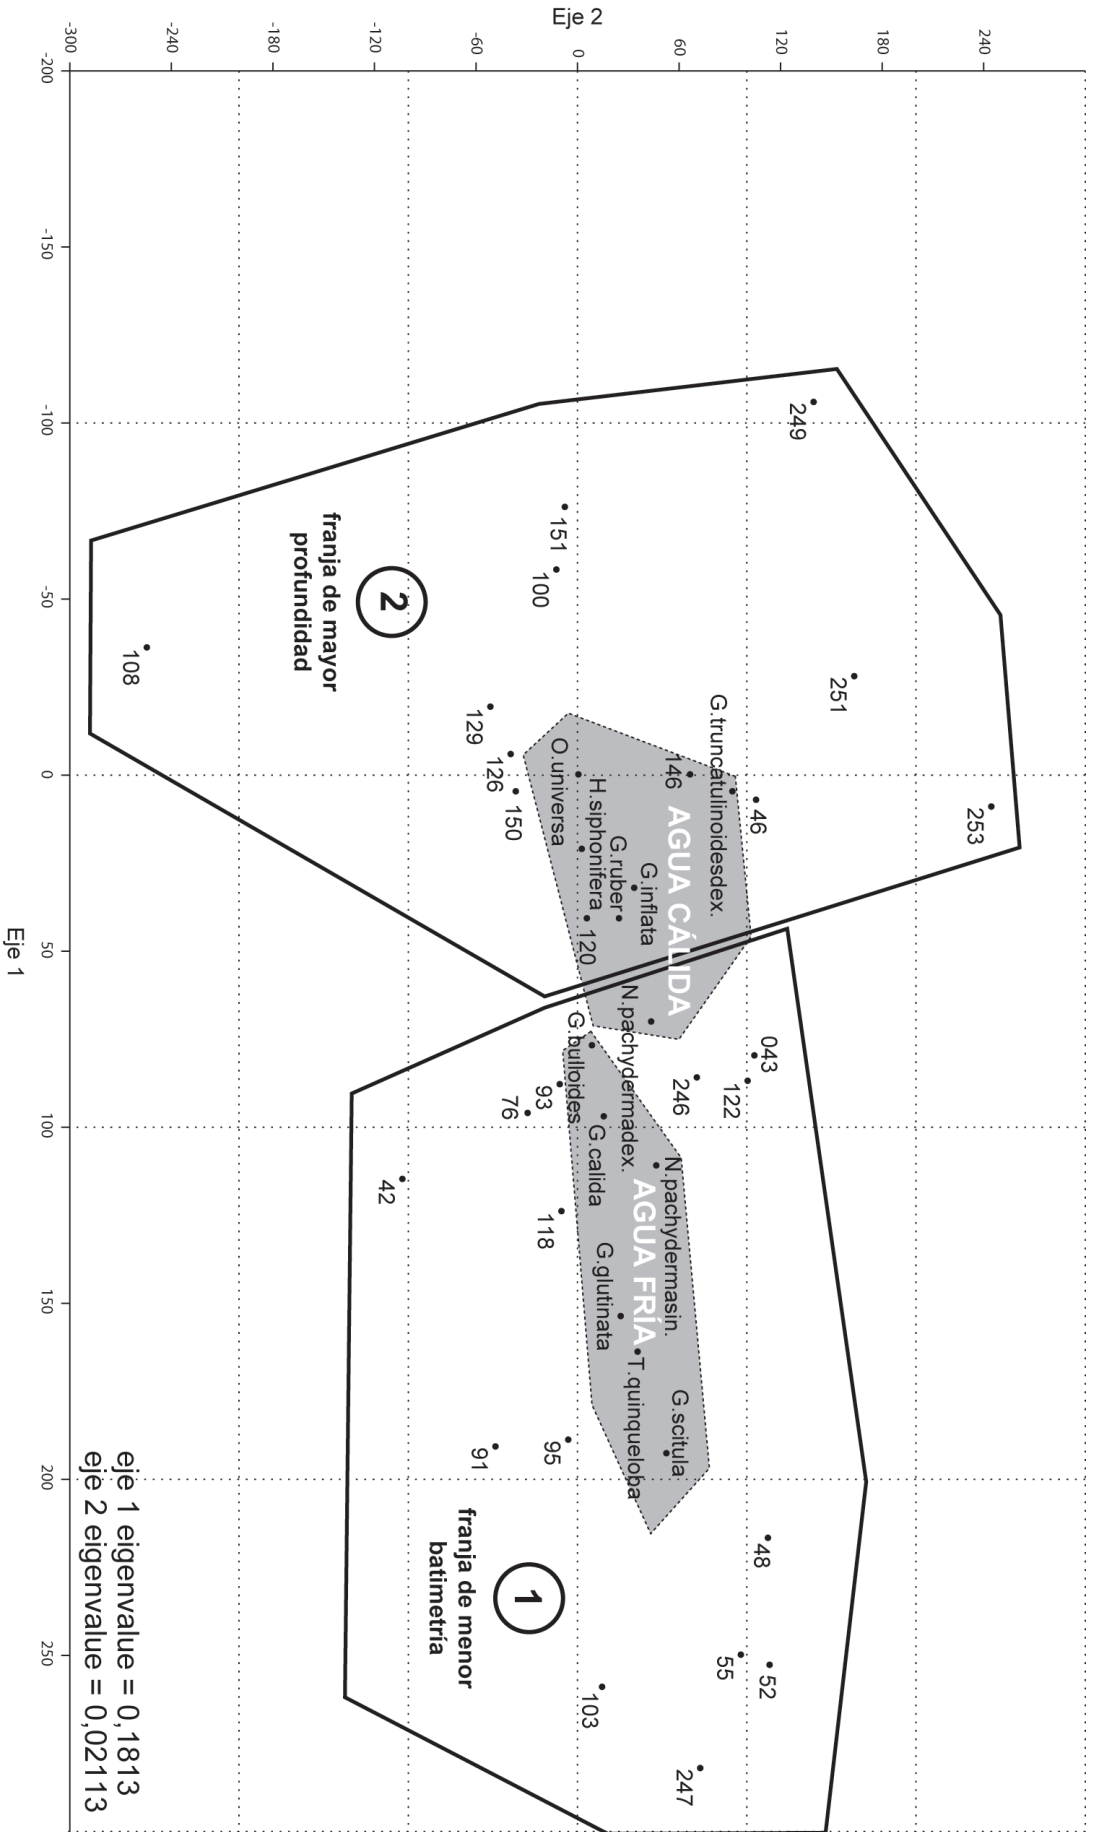 Eje 2
240
180
120
60
0
-60
-120
-180
-240
-300
-200
-150
-100
-50
0
50
100
150
200
250
Eje 1
249
251
253
151
100
108
129
126
150
146
46
120
G.truncatulinoidesdex.
AGUA CÁLIDA
G.inflata
G.ruber
H.siphonifera
O.universa
2
franja de mayor
profundidad
043
122
246
N.pachydermadex.
G.bulloides
93
76
42
118
G.calida
N.pachydermasin.
AGUA FRÍA
G.glutinata
T.quinqueloba
G.scitula
95
91
48
55
52
103
247
1
franja de menor
batimetría
eje 1 eigenvalue = 0,1813
eje 2 eigenvalue = 0,02113